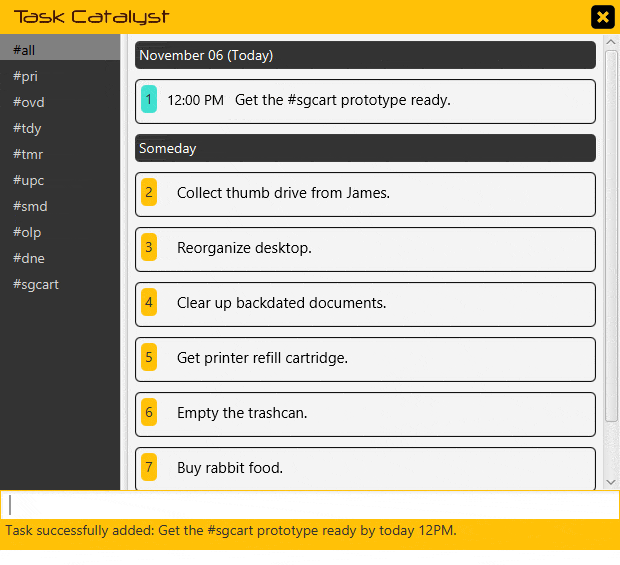 Task Catalyst
#all
#pri
#ovd
#tdy
#tmr
#upc
#smd
#olp
#dne
#sgcart
November 06 (Today)
1 12:00 PM Get the #sgcart prototype ready.
Someday
2 Collect thumb drive from James.
3 Reorganize desktop.
4 Clear up backdated documents.
5 Get printer refill cartridge.
6 Empty the trashcan.
7 Buy rabbit food.
Task successfully added: Get the #sgcart prototype ready by today 12PM.